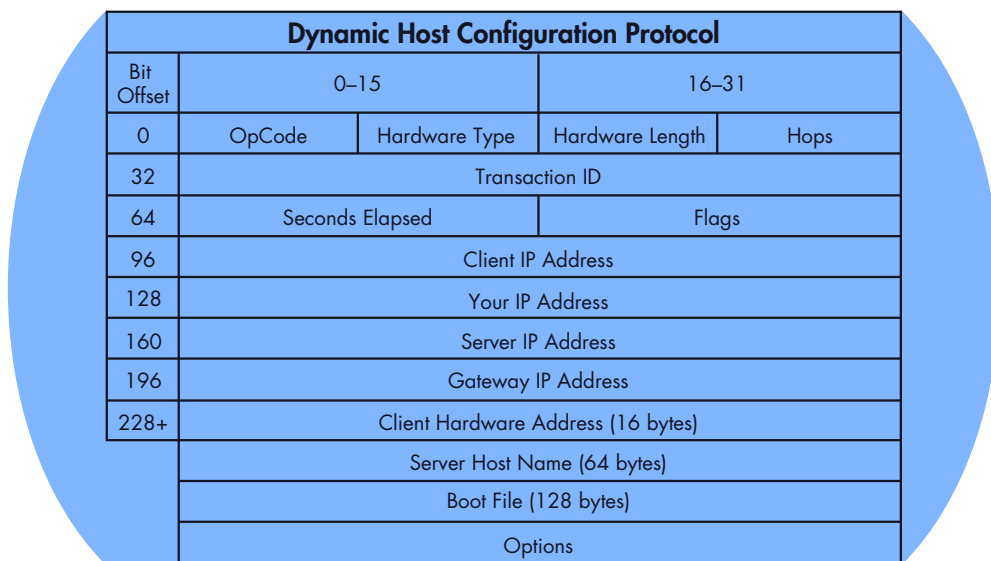 Dynamic Host Configuration Protocol
Bit
Offset
0–15
16–31
0
OpCode
Hardware Type
Hardware Length
Hops
32
Transaction ID
64
Seconds Elapsed
Flags
96
Client IP Address
128
Your IP Address
160
Server IP Address
196
Gateway IP Address
228+
Client Hardware Address (16 bytes)
Server Host Name (64 bytes)
Boot File (128 bytes)
Options